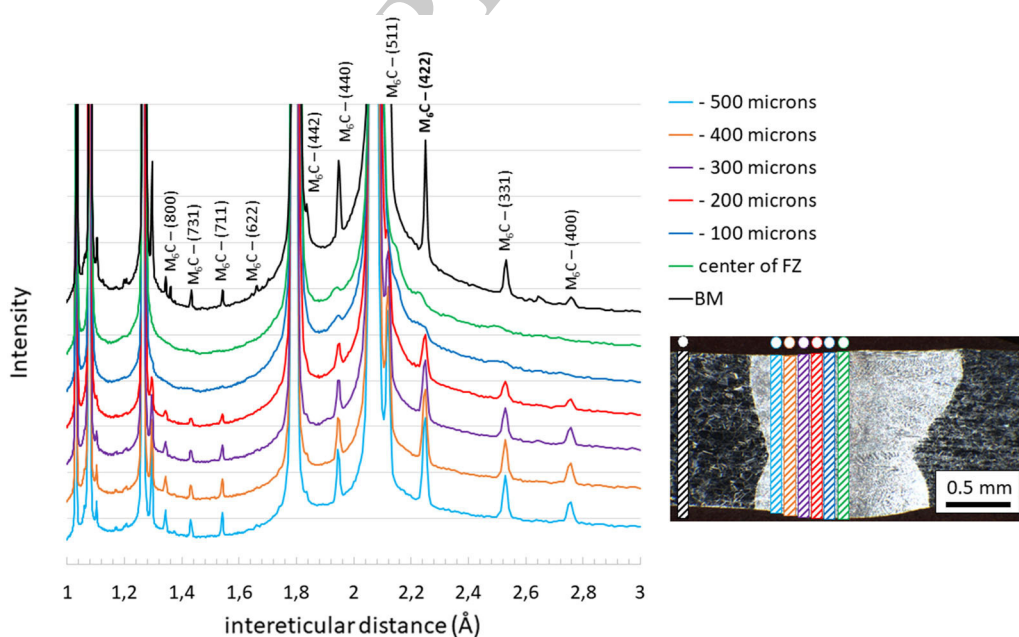 M₆C – (800)
M₆C – (731)
M₆C – (711)
M₆C – (622)
M₆C – (442)
M₆C – (440)
M₆C – (511)
M₆C – (422)
M₆C – (331)
M₆C – (400)
Intensity
1 1,2 1,4 1,6 1,8 2 2,2 2,4 2,6 2,8 3
intereticular distance (Å)
- 500 microns
- 400 microns
- 300 microns
- 200 microns
- 100 microns
center of FZ
BM
0.5 mm